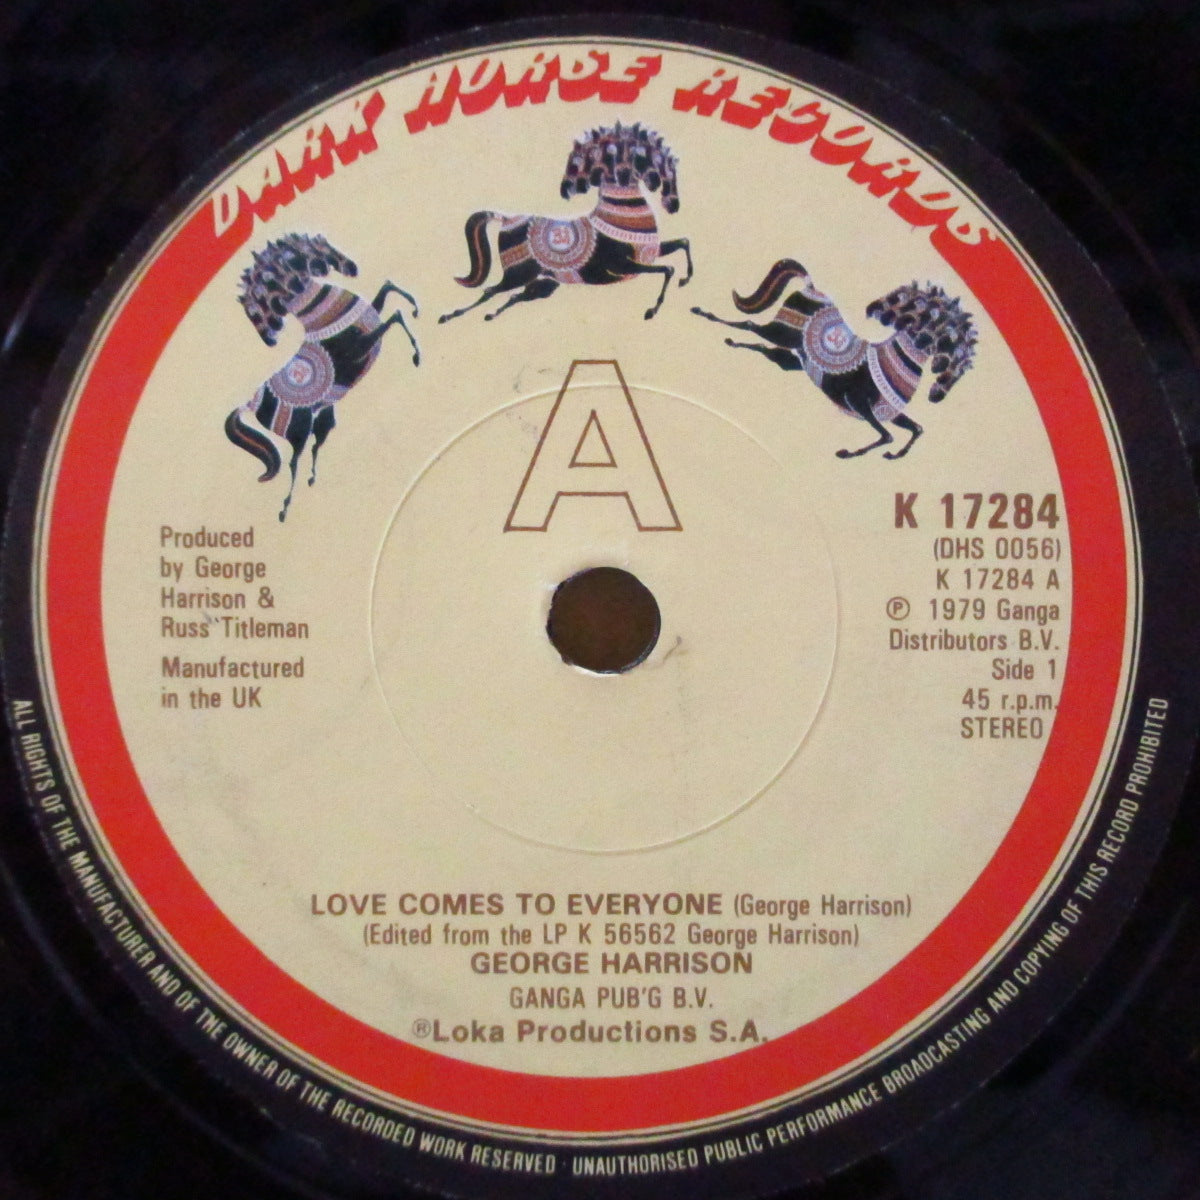 DARK HORSE RECORDS
A
Produced
by George
Harrison &
Russ Titleman
Manufactured
in the UK
K 17284
(DHS 0056)
K 17284 A
℗ 1979 Ganga
Distributors B.V.
Side 1
45 r.p.m.
STEREO
LOVE COMES TO EVERYONE (George Harrison)
(Edited from the LP K 56562 George Harrison)
GEORGE HARRISON
GANGA PUB'G B.V.
®Loka Productions S.A.
ALL RIGHTS OF THE MANUFACTURER AND OF THE OWNER OF THE RECORDED WORK RESERVED · UNAUTHORISED PUBLIC PERFORMANCE BROADCASTING AND COPYING OF THIS RECORD PROHIBITED